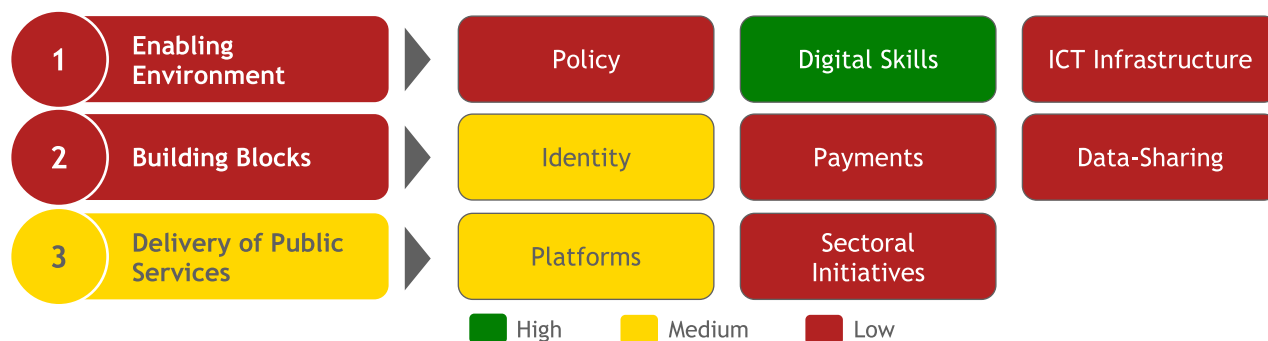 1
Enabling
Environment
Policy
Digital Skills
ICT Infrastructure
2
Building Blocks
Identity
Payments
Data-Sharing
3
Delivery of Public
Services
Platforms
Sectoral
Initiatives
High
Medium
Low